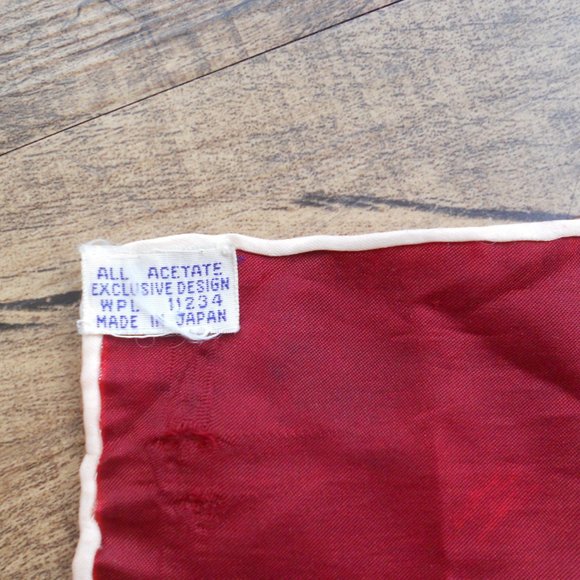 ALL ACETATE
EXCLUSIVE DESIGN
WPL 11234
MADE IN JAPAN